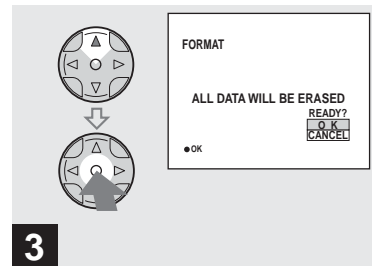 FORMAT
ALL DATA WILL BE ERASED
READY?
O K
CANCEL
●OK
3